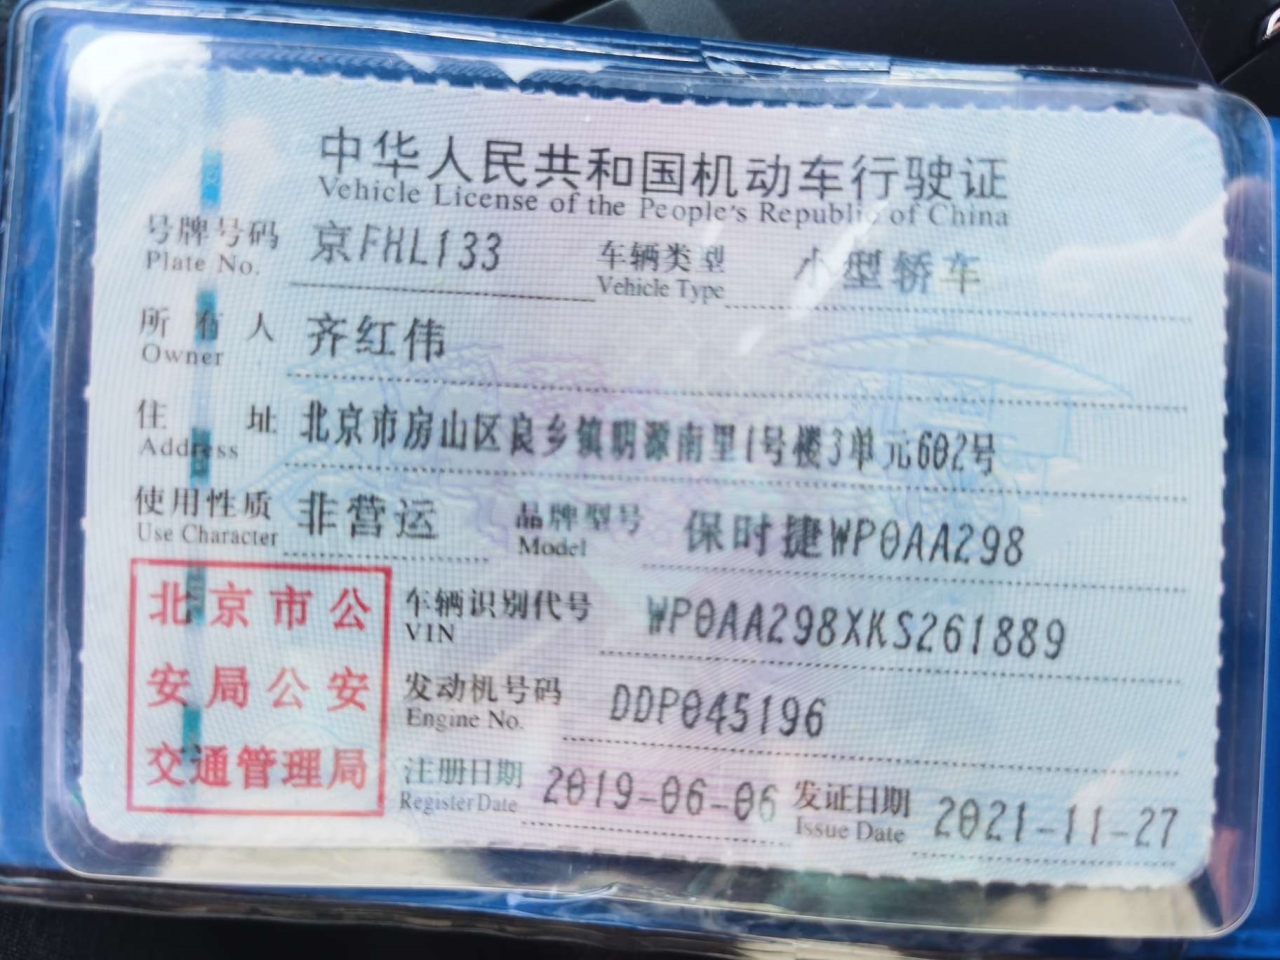 中华人民共和国机动车行驶证
Vehicle License of the People's Republic of China
号牌号码 京FHL133 车辆类型 小型轿车
Plate No. Vehicle Type
所有人 齐红伟
Owner
住址 北京市房山区良乡镇鹏源南里1号楼3单元602号
Address
使用性质 非营运 品牌型号 保时捷WP0AA298
Use Character Model
北京市公
安局公安
交通管理局
车辆识别代号 WP0AA298XKS261889
VIN
发动机号码 DDP045196
Engine No.
注册日期 2019-06-06 发证日期 2021-11-27
Register Date Issue Date